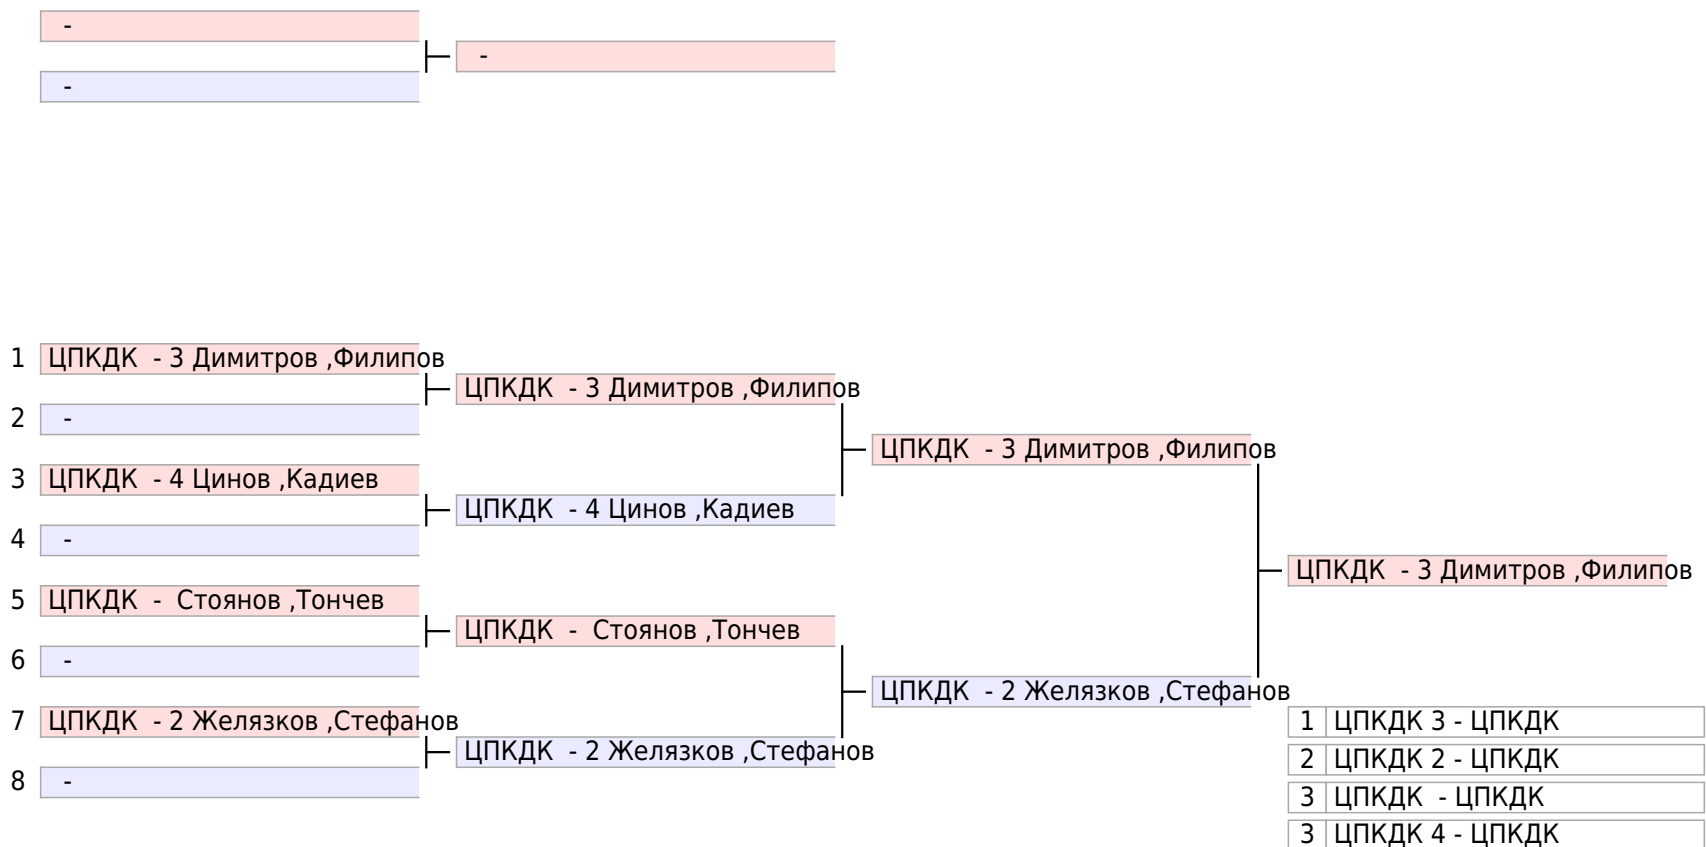 -
-
-
1 ЦПКДК - 3 Димитров ,Филипов
ЦПКДК - 3 Димитров ,Филипов
2 -
ЦПКДК - 3 Димитров ,Филипов
3 ЦПКДК - 4 Цинов ,Кадиев
ЦПКДК - 4 Цинов ,Кадиев
4 -
ЦПКДК - 3 Димитров ,Филипов
5 ЦПКДК - Стоянов ,Тончев
ЦПКДК - Стоянов ,Тончев
6 -
ЦПКДК - 2 Желязков ,Стефанов
7 ЦПКДК - 2 Желязков ,Стефанов
1 ЦПКДК 3 - ЦПКДК
ЦПКДК - 2 Желязков ,Стефанов
2 ЦПКДК 2 - ЦПКДК
8 -
3 ЦПКДК - ЦПКДК
3 ЦПКДК 4 - ЦПКДК